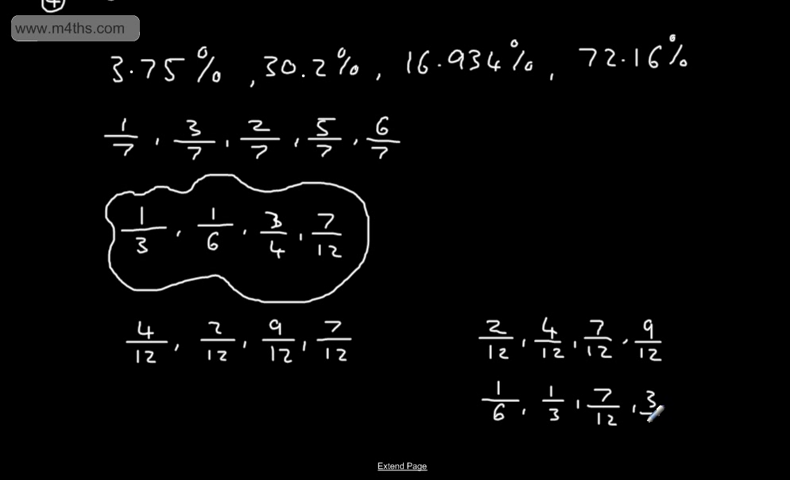 4
www.m4ths.com
3.75%, 30.2%, 16.934%, 72.16%
1/7, 3/7, 2/7, 5/7, 6/7
1/3, 1/6, 3/4, 7/12
4/12, 2/12, 9/12, 7/12
2/12, 4/12, 7/12, 9/12
1/6, 1/3, 7/12, 3/
Extend Page